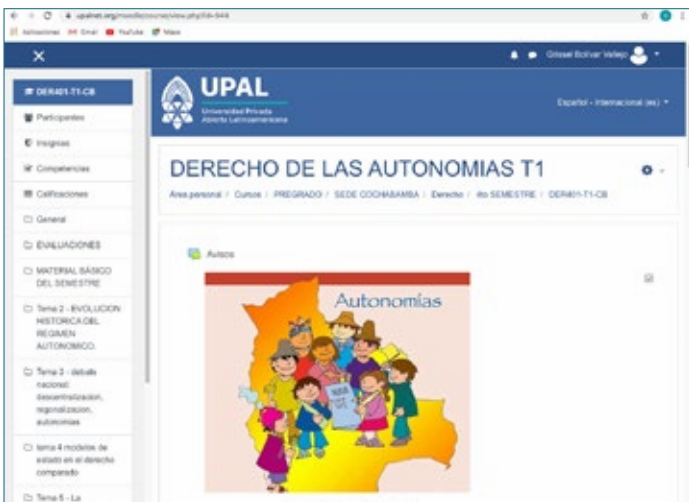 upalnet.org/moodle/course/view.php?id=944
Aplicaciones
Gmail
YouTube
Maps
Grissel Bolivar Vallejo
DER401-T1-CB
Participantes
Insignias
Competencias
Calificaciones
General
EVALUACIONES
MATERIAL BÁSICO
DEL SEMESTRE
Tema 2 - EVOLUCION
HISTORICA DEL
REGIMEN
AUTONOMICO.
Tema 3 - debate
nacional:
descentralizacion,
regionalizacion,
autonomias
tema 4 modelos de
estado en el derecho
comparado
Tema 5 - La
UPAL
Universidad Privada
Abierta Latinoamericana
Español - Internacional (es)
DERECHO DE LAS AUTONOMIAS T1
Área personal / Cursos / PREGRADO / SEDE COCHABAMBA / Derecho / 4to SEMESTRE / DER401-T1-CB
Avisos
Autonomías